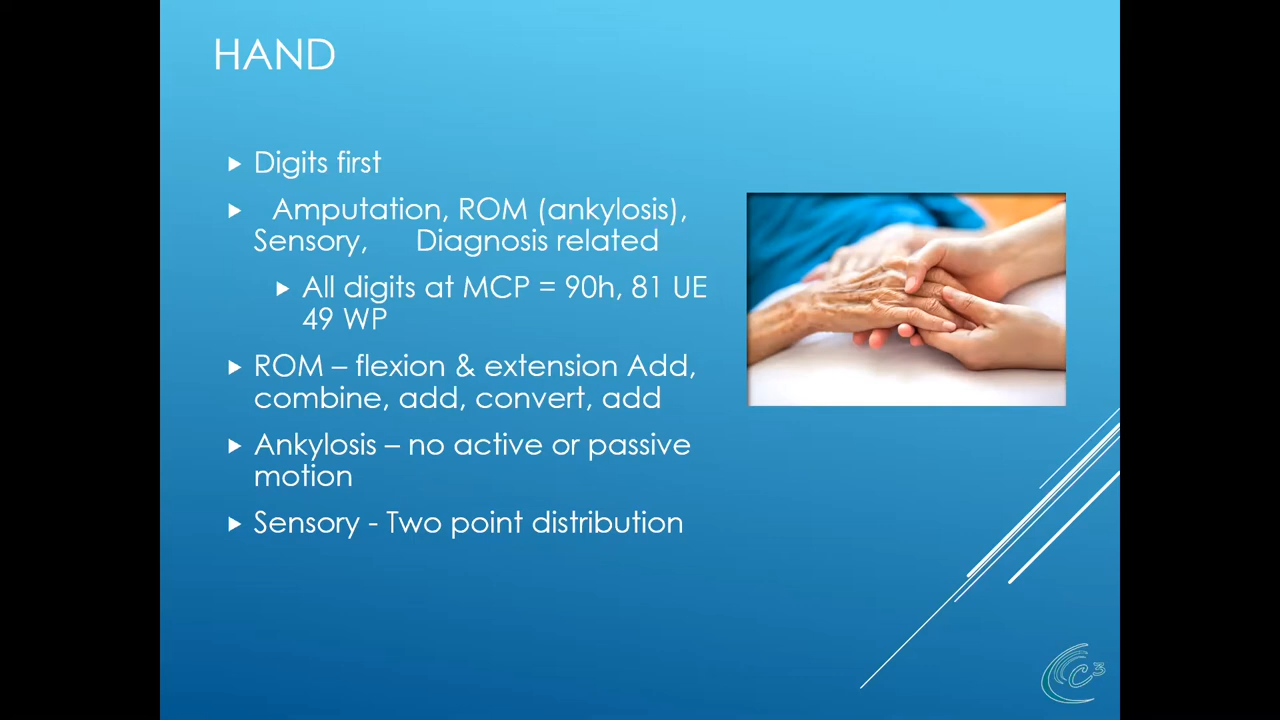 HAND
Digits first
Amputation, ROM (ankylosis),
Sensory, Diagnosis related
All digits at MCP = 90h, 81 UE
49 WP
ROM – flexion & extension Add,
combine, add, convert, add
Ankylosis – no active or passive
motion
Sensory - Two point distribution
C3